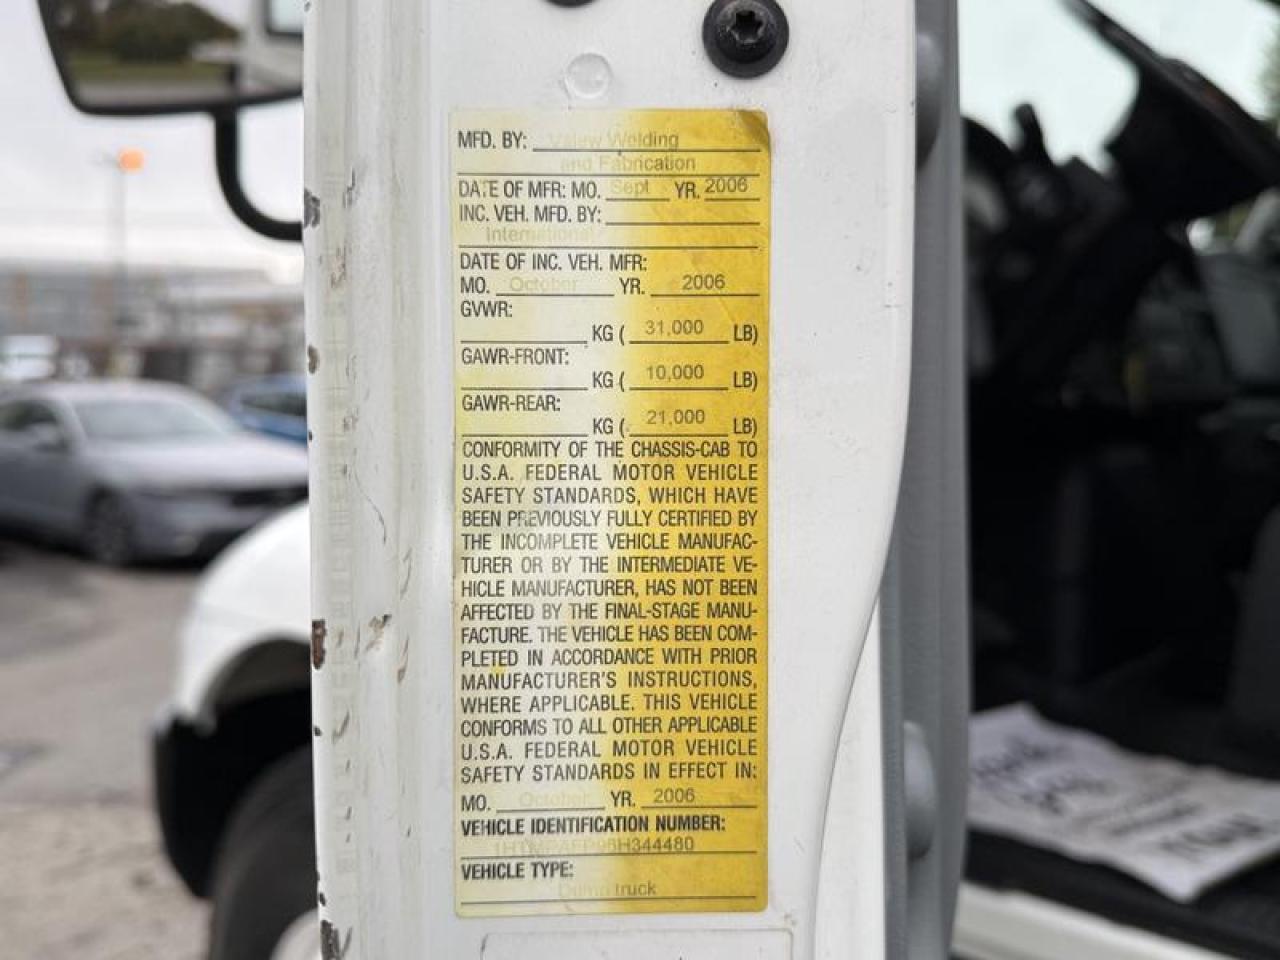 MFD. BY: Valew Welding
and Fabrication
DATE OF MFR: MO. Sept YR. 2006
INC. VEH. MFD. BY:
International
DATE OF INC. VEH. MFR:
MO. October YR. 2006
GVWR:
KG ( 31,000 LB)
GAWR-FRONT:
KG ( 10,000 LB)
GAWR-REAR:
KG ( 21,000 LB)
CONFORMITY OF THE CHASSIS-CAB TO
U.S.A. FEDERAL MOTOR VEHICLE
SAFETY STANDARDS, WHICH HAVE
BEEN PREVIOUSLY FULLY CERTIFIED BY
THE INCOMPLETE VEHICLE MANUFAC-
TURER OR BY THE INTERMEDIATE VE-
HICLE MANUFACTURER, HAS NOT BEEN
AFFECTED BY THE FINAL-STAGE MANU-
FACTURE. THE VEHICLE HAS BEEN COM-
PLETED IN ACCORDANCE WITH PRIOR
MANUFACTURER'S INSTRUCTIONS,
WHERE APPLICABLE. THIS VEHICLE
CONFORMS TO ALL OTHER APPLICABLE
U.S.A. FEDERAL MOTOR VEHICLE
SAFETY STANDARDS IN EFFECT IN:
MO. October YR. 2006
VEHICLE IDENTIFICATION NUMBER:
VEHICLE TYPE:
Dump truck